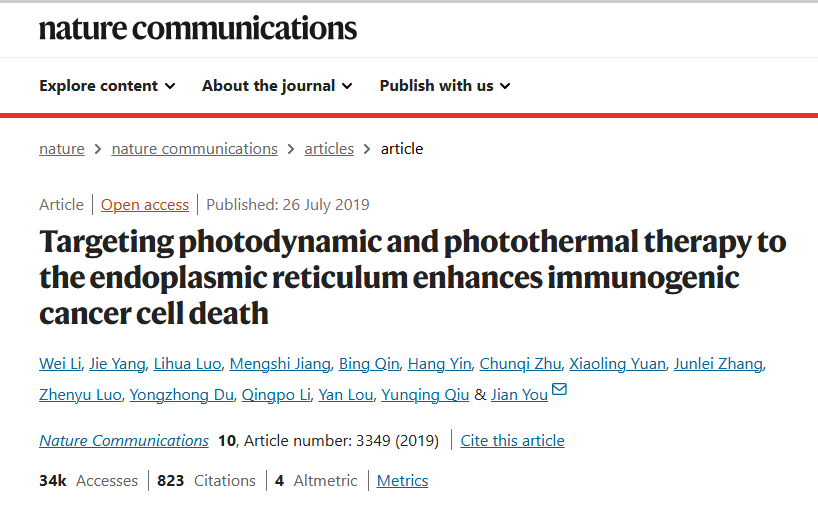 nature communications
Explore content About the journal Publish with us
nature > nature communications > articles > article
Article | Open access | Published: 26 July 2019
Targeting photodynamic and photothermal therapy to
the endoplasmic reticulum enhances immunogenic
cancer cell death
Wei Li, Jie Yang, Lihua Luo, Mengshi Jiang, Bing Qin, Hang Yin, Chunqi Zhu, Xiaoling Yuan, Junlei Zhang,
Zhenyu Luo, Yongzhong Du, Qingpo Li, Yan Lou, Yunqing Qiu & Jian You
Nature Communications 10, Article number: 3349 (2019) | Cite this article
34k Accesses | 823 Citations | 4 Altmetric | Metrics